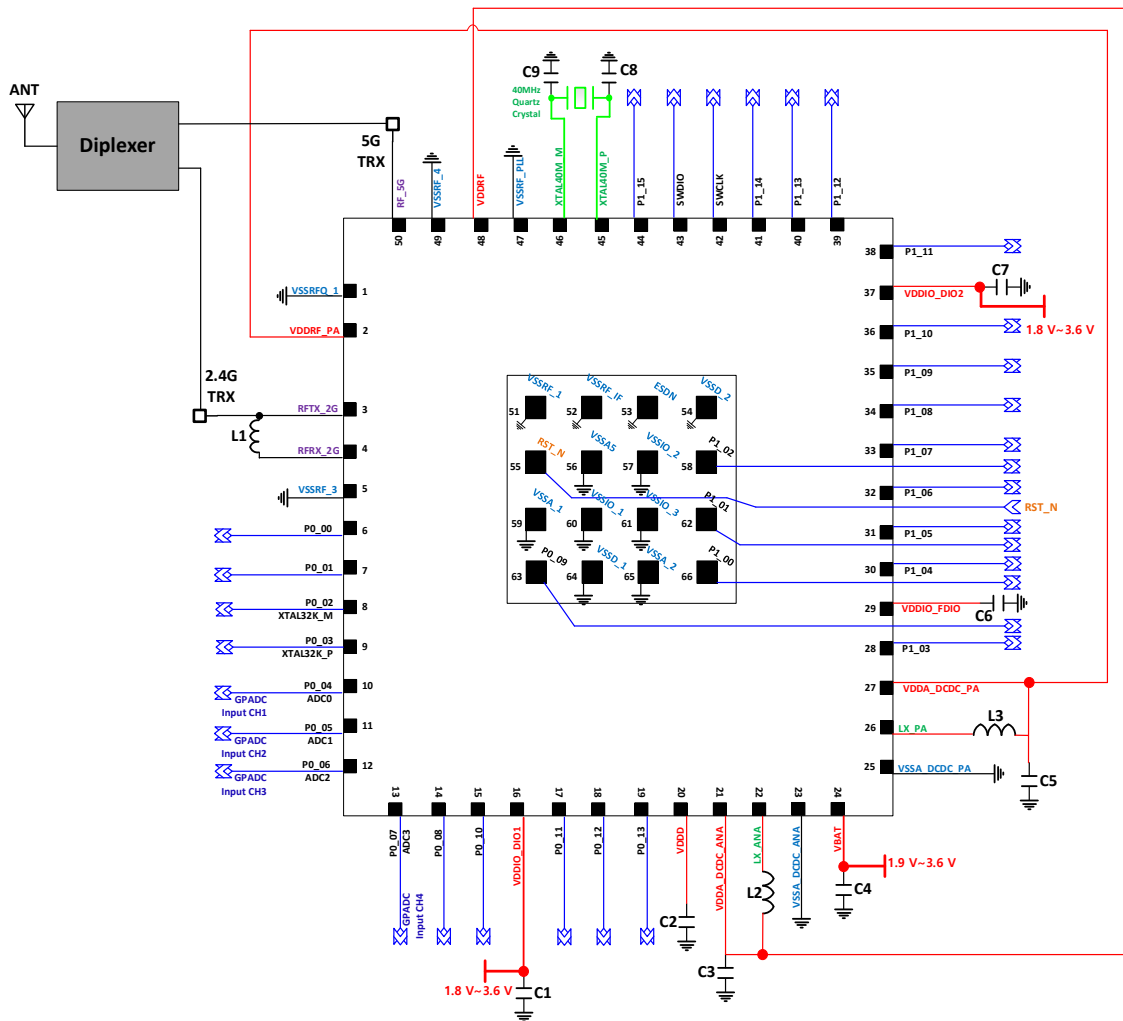 ANT
Diplexer
5G
TRX
2.4G
TRX
C9
C8
40MHz
Quartz
Crystal
RF_5G
VSSRF_4
VDDRF
VSSRF_PLL
XTAL40M_M
XTAL40M_P
P1_15
SWDIO
SWCLK
P1_14
P1_13
P1_12
50
49
48
47
46
45
44
43
42
41
40
39
VSSRFQ_1
1
VDDRF_PA
2
RFTX_2G
3
L1
RFRX_2G
4
VSSRF_3
5
P0_00
6
P0_01
7
P0_02
XTAL32K_M
8
P0_03
XTAL32K_P
9
P0_04
ADC0
10
GPADC
Input CH1
P0_05
ADC1
11
GPADC
Input CH2
P0_06
ADC2
12
GPADC
Input CH3
38
P1_11
C7
37
VDDIO_DIO2
1.8 V~3.6 V
36
P1_10
35
P1_09
34
P1_08
33
P1_07
32
P1_06
RST_N
31
P1_05
30
P1_04
29
VDDIO_FDIO
C6
28
P1_03
27
VDDA_DCDC_PA
26
LX_PA
L3
25
VSSA_DCDC_PA
C5
VSSRF_1
VSSRF_IF
ESDN
VSSD_2
51
52
53
54
RST_N
VSSA5
VSSIO_2
P1_02
55
56
57
58
VSSA_1
VSSIO_1
VSSIO_3
P1_01
59
60
61
62
P0_09
VSSD_1
VSSA_2
P1_00
63
64
65
66
13
14
15
16
17
18
19
20
21
22
23
24
P0_07
ADC3
P0_08
P0_10
VDDIO_DIO1
P0_11
P0_12
P0_13
VDDD
VDDA_DCDC_ANA
LX_ANA
VSSA_DCDC_ANA
VBAT
GPADC
Input CH4
1.9 V~3.6 V
C4
L2
C2
C3
1.8 V~3.6 V
C1